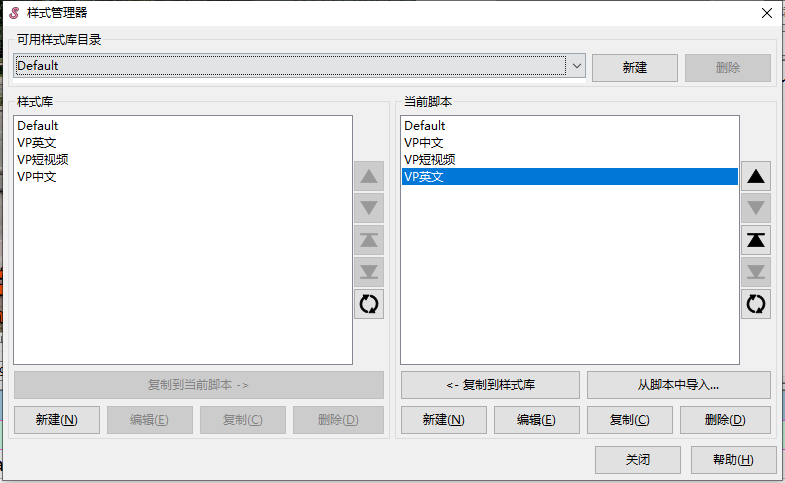 样式管理器
可用样式库目录
Default
新建
删除
样式库
Default
VP英文
VP短视频
VP中文
复制到当前脚本 ->
新建(N)
编辑(E)
复制(C)
删除(D)
当前脚本
Default
VP中文
VP短视频
VP英文
<- 复制到样式库
从脚本中导入...
新建(N)
编辑(E)
复制(C)
删除(D)
关闭
帮助(H)